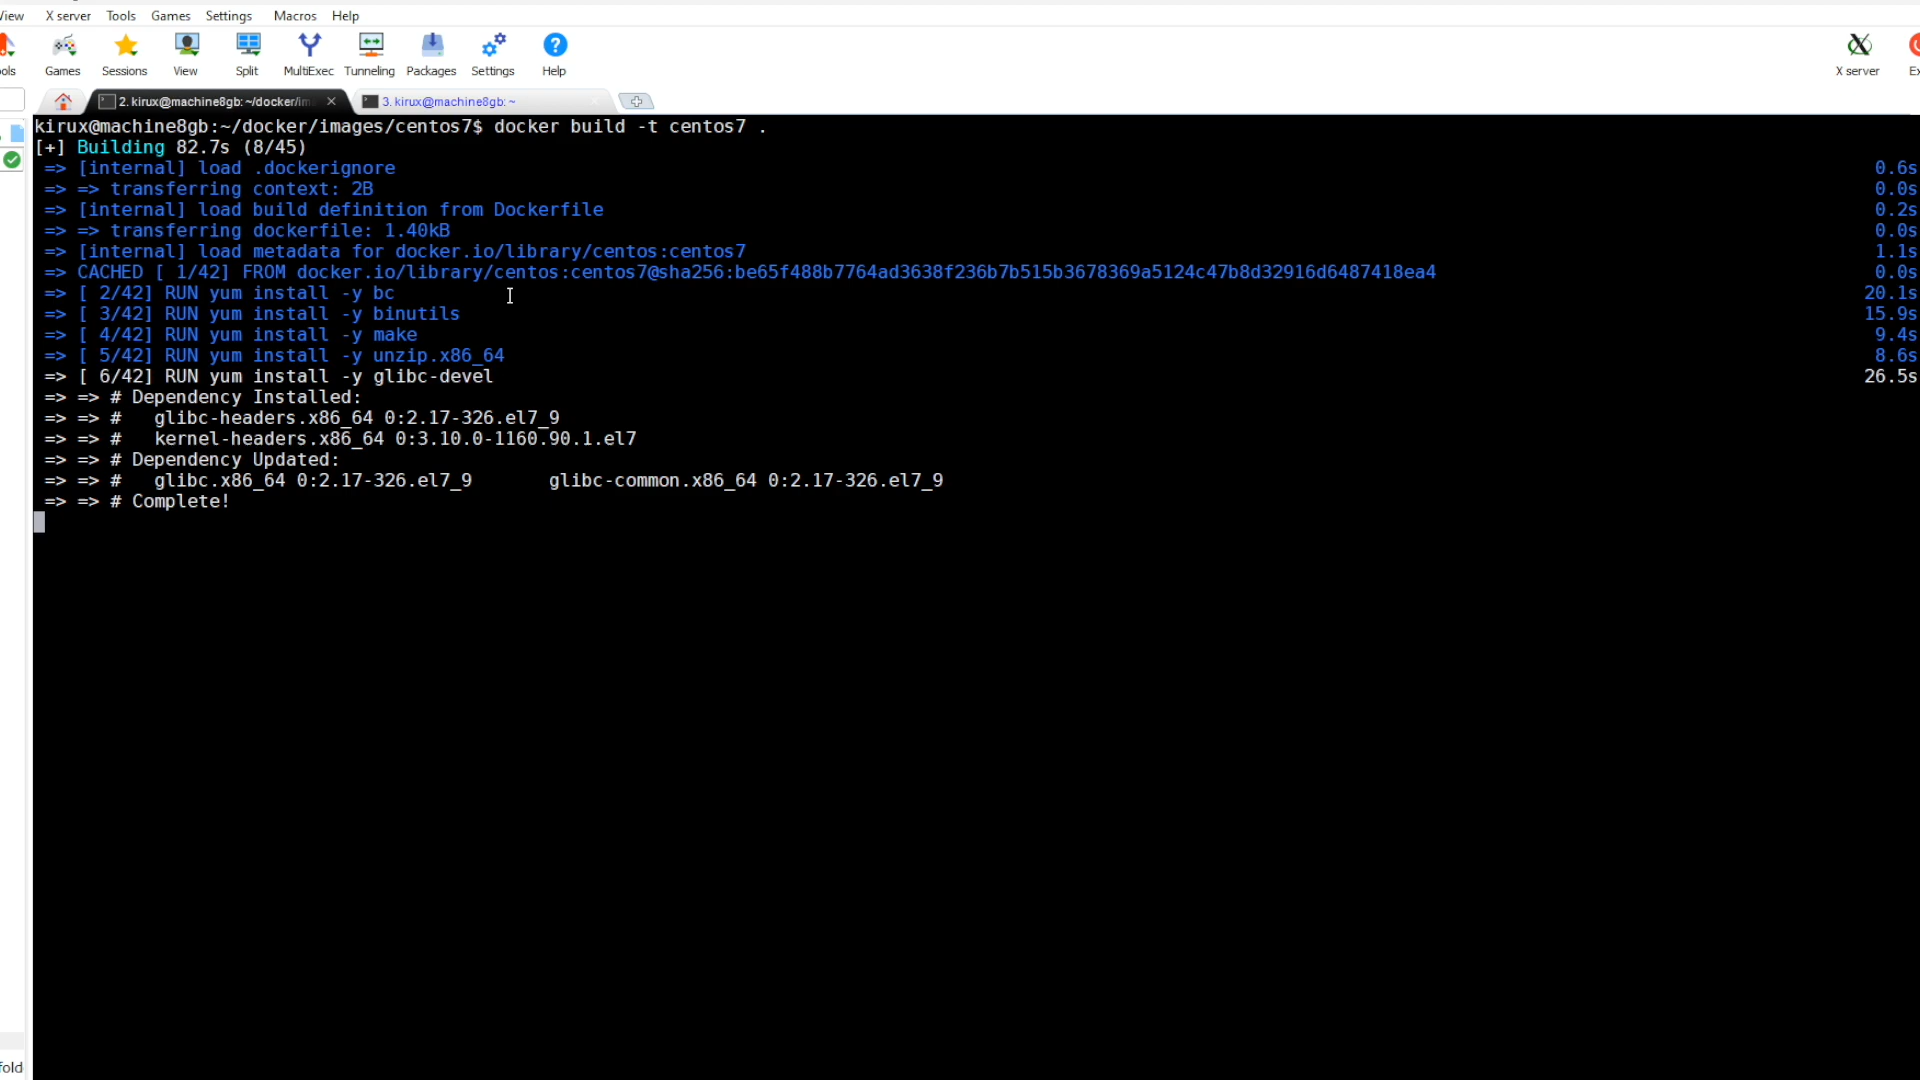 View X server Tools Games Settings Macros Help
Games Sessions View Split MultiExec Tunneling Packages Settings Help X server
2. kirux@machine8gb: ~/docker/im 3. kirux@machine8gb: ~
kirux@machine8gb:~/docker/images/centos7$ docker build -t centos7 .
[+] Building 82.7s (8/45)
=> [internal] load .dockerignore 0.6s
=> => transferring context: 2B 0.0s
=> [internal] load build definition from Dockerfile 0.2s
=> => transferring dockerfile: 1.40kB 0.0s
=> [internal] load metadata for docker.io/library/centos:centos7 1.1s
=> CACHED [ 1/42] FROM docker.io/library/centos:centos7@sha256:be65f488b7764ad3638f236b7b515b3678369a5124c47b8d32916d6487418ea4 0.0s
=> [ 2/42] RUN yum install -y bc 20.1s
=> [ 3/42] RUN yum install -y binutils 15.9s
=> [ 4/42] RUN yum install -y make 9.4s
=> [ 5/42] RUN yum install -y unzip.x86_64 8.6s
=> [ 6/42] RUN yum install -y glibc-devel 26.5s
=> => # Dependency Installed:
=> => #   glibc-headers.x86_64 0:2.17-326.el7_9
=> => #   kernel-headers.x86_64 0:3.10.0-1160.90.1.el7
=> => # Dependency Updated:
=> => #   glibc.x86_64 0:2.17-326.el7_9       glibc-common.x86_64 0:2.17-326.el7_9
=> => # Complete!